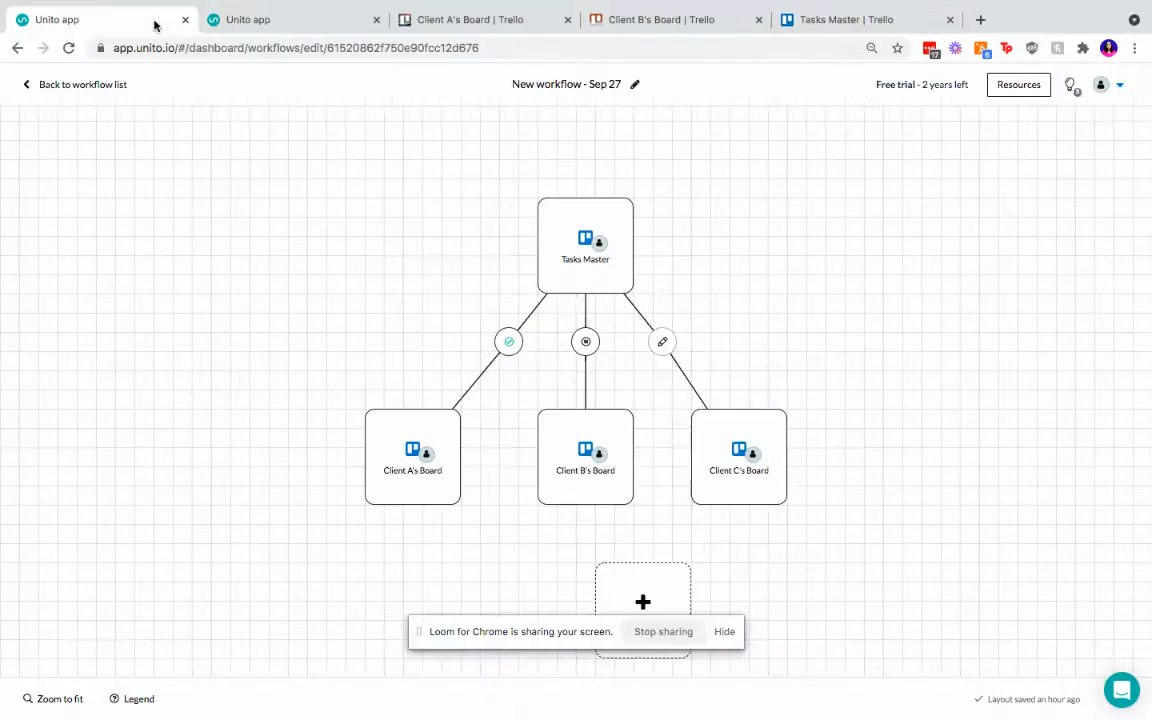 Unito app
Unito app
Client A's Board | Trello
Client B's Board | Trello
Tasks Master | Trello
app.unito.io/#/dashboard/workflows/edit/61520862f750e90fcc12d676
17
6
Tp
Back to workflow list
New workflow - Sep 27
Free trial - 2 years left
Resources
Tasks Master
Client A's Board
Client B's Board
Client C's Board
Loom for Chrome is sharing your screen.
Stop sharing
Hide
Zoom to fit
Legend
Layout saved an hour ago